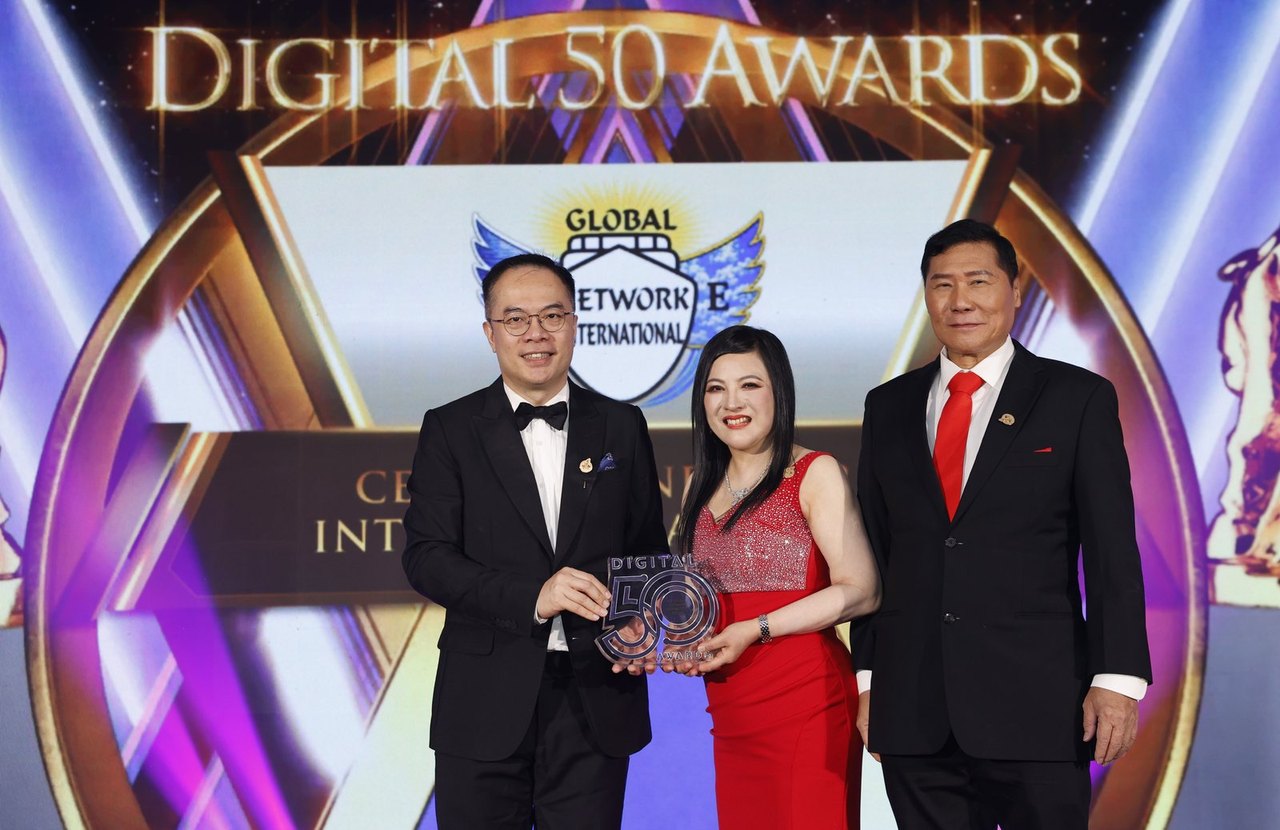 DIGITAL 50 AWARDS
GLOBAL
ETWORK E
TERNATIONAL
CE
INT
DIGITAL
50
AWARDS